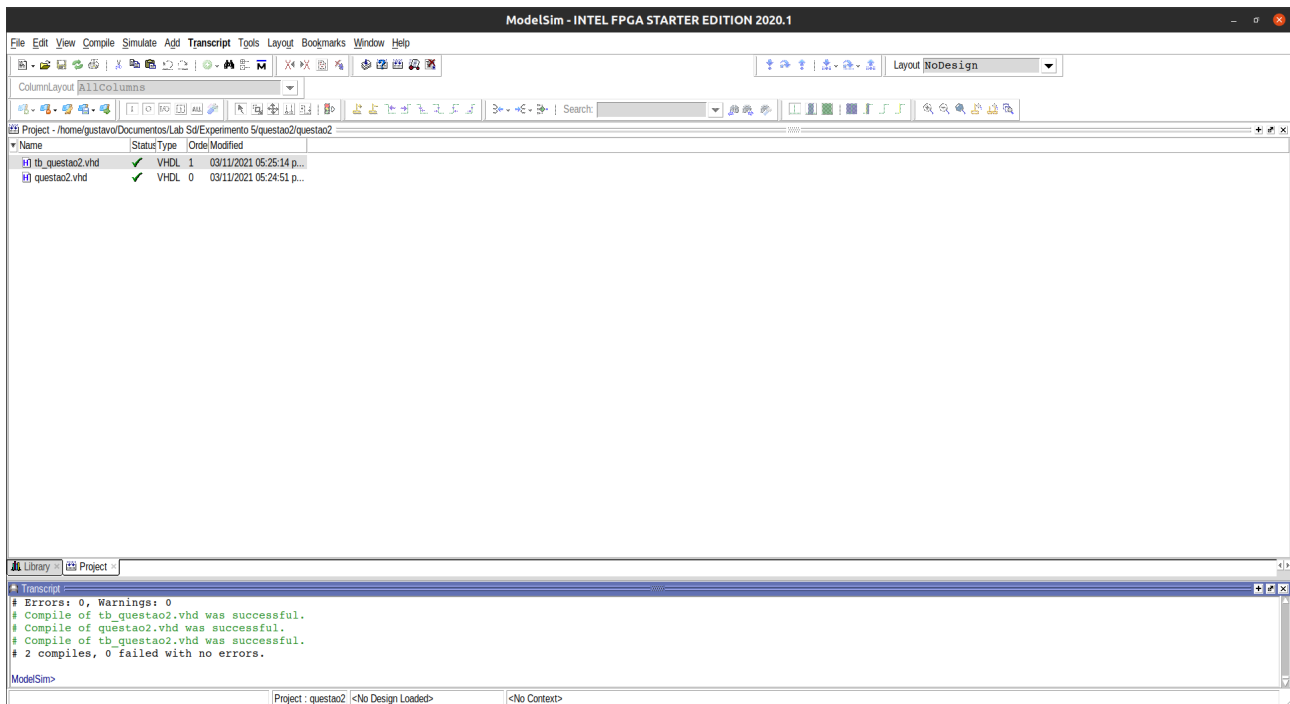 ModelSim - INTEL FPGA STARTER EDITION 2020.1
File Edit View Compile Simulate Add Transcript Tools Layout Bookmarks Window Help
Layout NoDesign
ColumnLayout AllColumns
Search:
Project - /home/gustavo/Documentos/Lab Sd/Experimento 5/questao2/questao2
Name Status Type Orde Modified
tb_questao2.vhd VHDL 1 03/11/2021 05:25:14 p...
questao2.vhd VHDL 0 03/11/2021 05:24:51 p...
Library Project
Transcript
# Errors: 0, Warnings: 0
# Compile of tb_questao2.vhd was successful.
# Compile of questao2.vhd was successful.
# Compile of tb_questao2.vhd was successful.
# 2 compiles, 0 failed with no errors.
ModelSim>
Project : questao2 <No Design Loaded> <No Context>